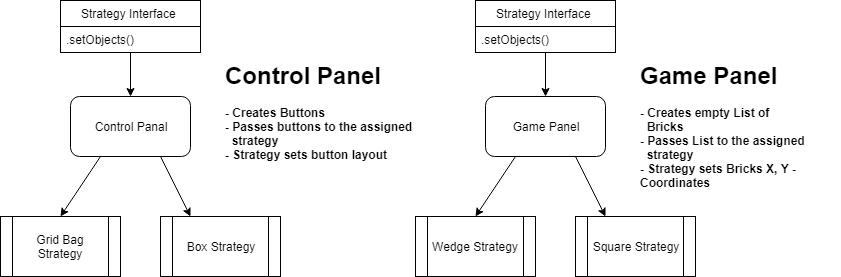 Strategy Interface
.setObjects()
Control Panal
Grid Bag
Strategy
Box Strategy
Control Panel
- Creates Buttons
- Passes buttons to the assigned
strategy
- Strategy sets button layout
Strategy Interface
.setObjects()
Game Panel
Wedge Strategy
Square Strategy
Game Panel
- Creates empty List of
Bricks
- Passes List to the assigned
strategy
- Strategy sets Bricks X, Y -
Coordinates